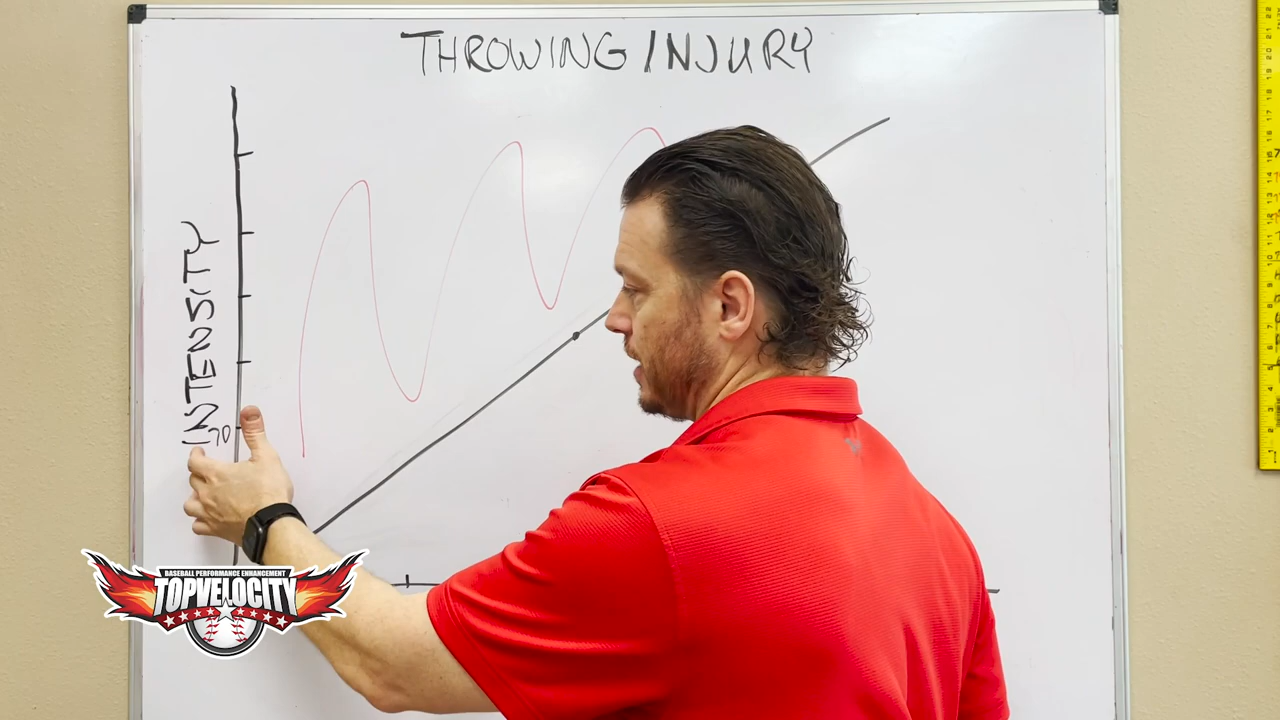 THROWING INJURY
INTENSITY
70
BASEBALL PERFORMANCE ENHANCEMENT
TOPVELOCITY